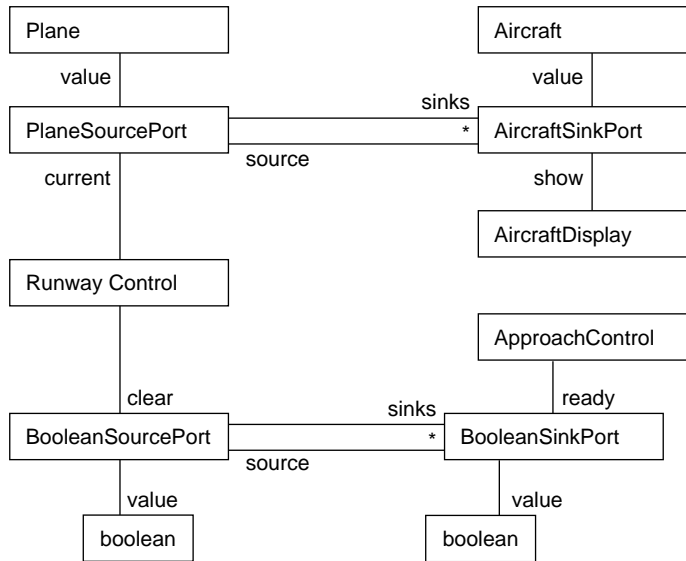 Plane
Aircraft
value
value
PlaneSourcePort
sinks
*
AircraftSinkPort
source
current
show
AircraftDisplay
Runway Control
ApproachControl
clear
sinks
ready
BooleanSourcePort
*
BooleanSinkPort
source
value
value
boolean
boolean